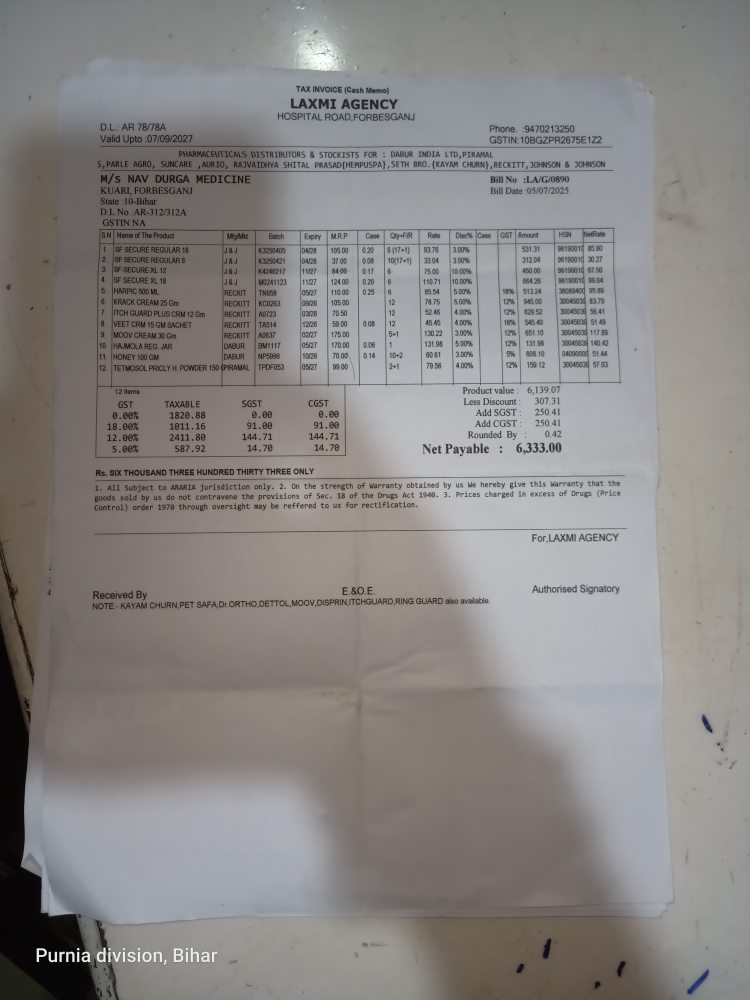 TAX INVOICE (Cash Memo)
LAXMI AGENCY
HOSPITAL ROAD,FORBESGANJ
D.L.: AR 78/78A
Valid Upto :07/09/2027
Phone. :9470213250
GSTIN:10BGZPR2675E1Z2
PHARMACEUTICALS DISTRIBUTORS & STOCKISTS FOR : DABUR INDIA LTD,PIRAMAL
S,PARLE AGRO, SUNCARE ,AURIO, RAJVAIDHYA SHITAL PRASAD{HEMPUSPA},SETH BRO.{KAYAM CHURN},RECKITT,JOHNSON & JOHNSON
M/s NAV DURGA MEDICINE
KUARI, FORBESGANJ
State :10-Bihar
D.L No. AR-312/312A
GSTIN:NA
Bill No :LA/G/0890
Bill Date :05/07/2025
S.N Name of The Product Mfg/Mkt Batch Expiry M.R.P Case Qty+F/R Rate Disc% Cess GST Amount HSN NetRate
1. SF SECURE REGULAR 18 J & J K3250405 04/28 105.00 0.20 6 (17+1) 93.76 3.00% 531.31 9619001 85.90
2 SF SECURE REGULAR 6 J & J K3250421 04/28 37.00 0.08 10(17+1) 33.04 3.00% 312.04 9619001 30.27
3 SF SECURE XL 12 J & J K4240217 11/27 84.00 0.17 6 75.00 10.00% 450.00 9619001 67.50
4 SF SECURE XL 18 J & J M0241123 11/27 124.00 0.20 6 110.71 10.00% 664.26 9619001 99.64
5 HARPIC 500 ML RECKIT TN958 05/27 110.00 0.25 6 85.54 5.00% 18% 513.24 3808940 95.89
6 KRACK CREAM 25 Gm RECKITT KC0263 09/26 105.00 12 78.75 5.00% 12% 945.00 3004503 83.79
7 ITCH GUARD PLUS CRM 12 Gm RECKITT A0723 03/28 70.50 12 52.46 4.00% 12% 629.52 3004503 56.41
8 VEET CRM 15 GM SACHET RECKITT TA514 12/26 59.00 0.08 12 45.45 4.00% 18% 545.40 3004503 51.49
9 MOOV CREAM 30 Gm RECKITT A0637 02/27 175.00 5+1 130.22 3.00% 12% 651.10 3004503 117.89
10 HAJMOLA REG. JAR DABUR BM1117 05/27 170.00 0.06 1 131.98 5.00% 12% 131.98 3004503 140.42
11 HONEY 100 GM DABUR NP5996 10/26 70.00 0.14 10+2 60.61 3.00% 5% 606.10 0409000 51.44
12. TETMOSOL PRICLY H. POWDER 150 G PIRAMAL TPDF053 05/27 99.00 2+1 79.56 4.00% 12% 159.12 3004503 57.03
12 Items
GST TAXABLE SGST CGST
0.00% 1820.88 0.00 0.00
18.00% 1011.16 91.00 91.00
12.00% 2411.80 144.71 144.71
5.00% 587.92 14.70 14.70
Product value : 6,139.07
Less Discount : 307.31
Add SGST : 250.41
Add CGST : 250.41
Rounded By : 0.42
Net Payable : 6,333.00
Rs. SIX THOUSAND THREE HUNDRED THIRTY THREE ONLY
1. All Subject to ARARIA jurisdiction only. 2. On the strength of Warranty obtained by us We hereby give this Warranty that the
goods sold by us do not contravene the provisions of Sec. 18 of the Drugs Act 1940. 3. Prices charged in excess of Drugs (Price
Control) order 1970 through oversight may be reffered to us for rectification.
For,LAXMI AGENCY
Received By E.&O.E. Authorised Signatory
NOTE - KAYAM CHURN,PET SAFA,Dr.ORTHO,DETTOL,MOOV,DISPRIN,ITCHGUARD,RING GUARD also available.
Purnia division, Bihar